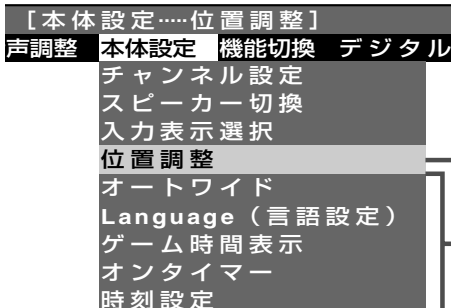 [本体設定……位置調整]
声調整 本体設定 機能切換 デジタル
チャンネル設定
スピーカー切換
入力表示選択
位置調整
オートワイド
Language(言語設定)
ゲーム時間表示
オンタイマー
時刻設定